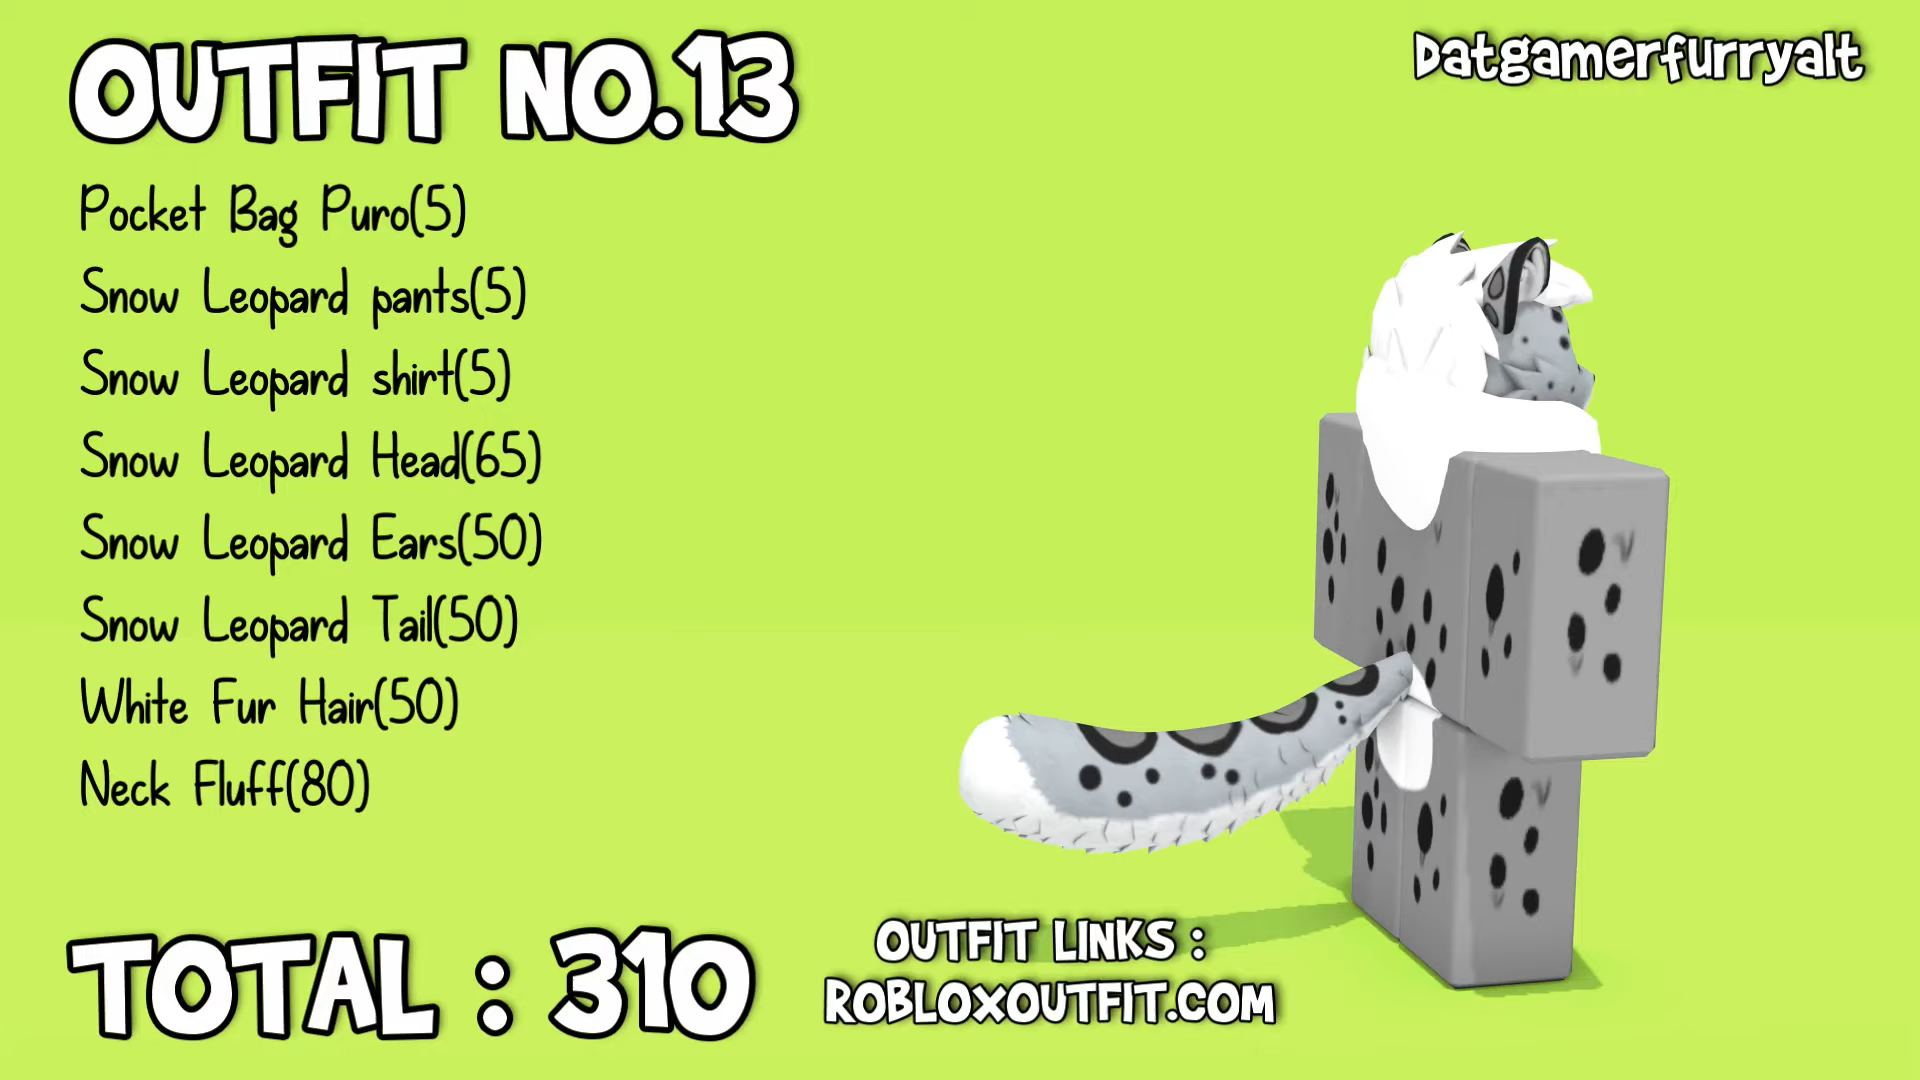 OUTFIT NO.13
Datgamerfurryalt
Pocket Bag Puro(5)
Snow Leopard pants(5)
Snow Leopard shirt(5)
Snow Leopard Head(65)
Snow Leopard Ears(50)
Snow Leopard Tail(50)
White Fur Hair(50)
Neck Fluff(80)
TOTAL : 310
OUTFIT LINKS :
ROBLOXOUTFIT.COM